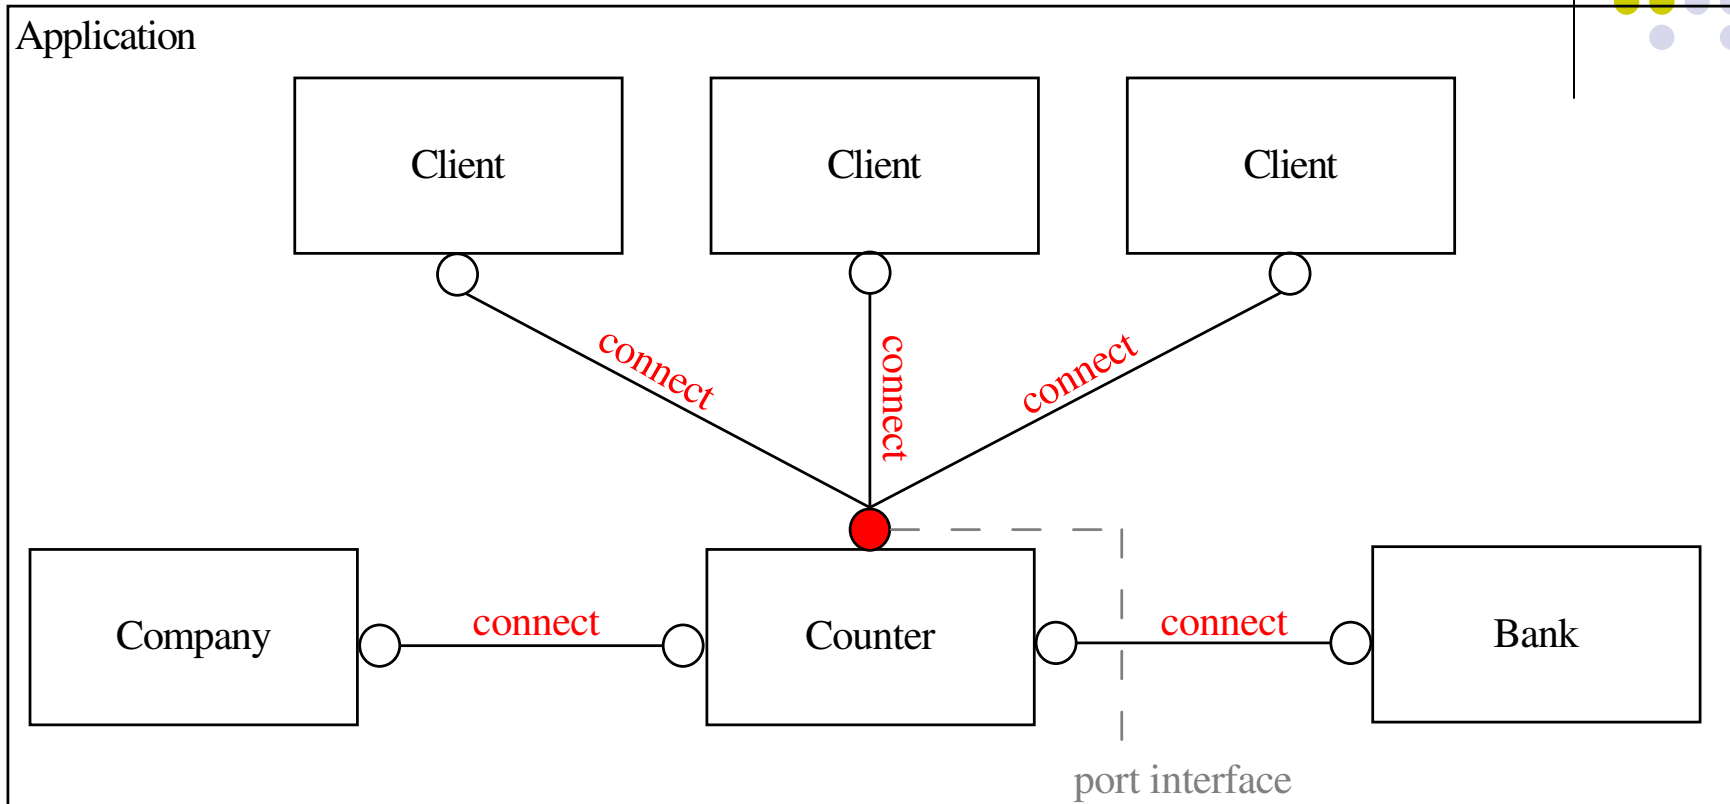 Application
Client
Client
Client
connect
connect
connect
Company
connect
Counter
connect
Bank
port interface